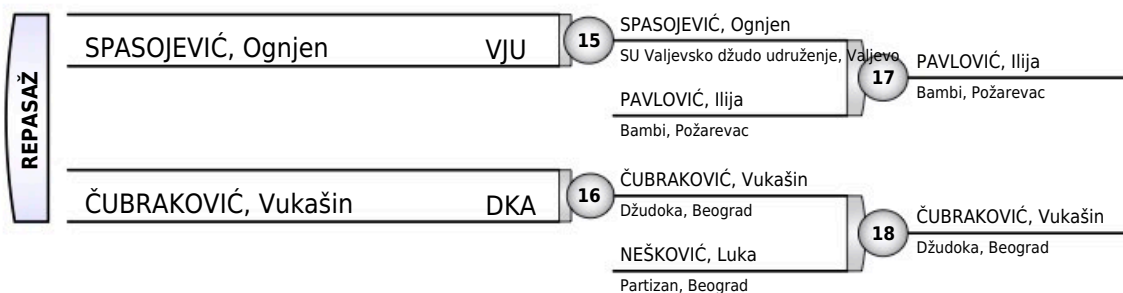 REPASAŽ
SPASOJEVIĆ, Ognjen VJU
15
SPASOJEVIĆ, Ognjen
SU Valjevsko džudo udruženje, Valjevo
PAVLOVIĆ, Ilija
Bambi, Požarevac
17
PAVLOVIĆ, Ilija
Bambi, Požarevac
ČUBRAKOVIĆ, Vukašin DKA
16
ČUBRAKOVIĆ, Vukašin
Džudoka, Beograd
NEŠKOVIĆ, Luka
Partizan, Beograd
18
ČUBRAKOVIĆ, Vukašin
Džudoka, Beograd